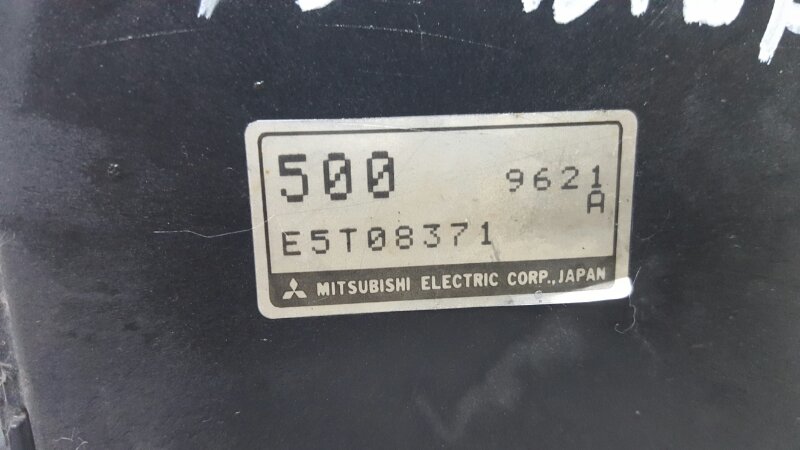 500 9621
A
E5T08371
MITSUBISHI ELECTRIC CORP., JAPAN